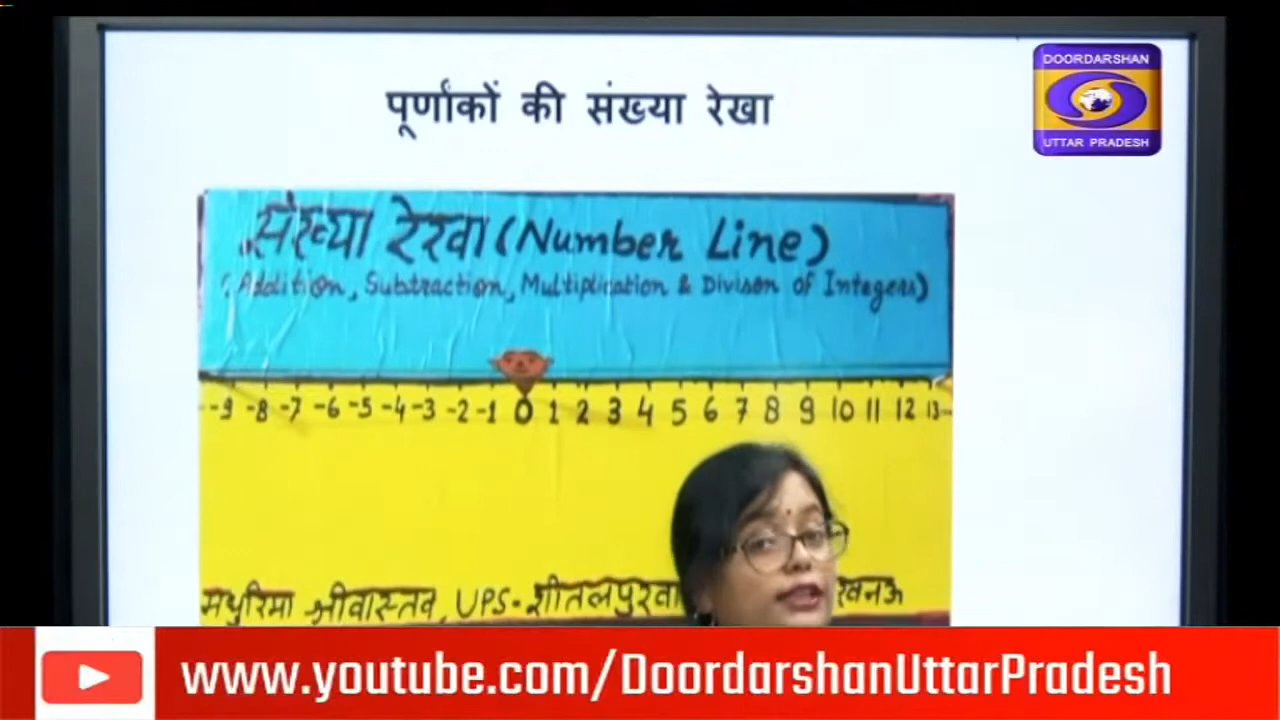 पूर्णांकों की संख्या रेखा
DOORDARSHAN
UTTAR PRADESH
संख्या रेखा (Number Line)
(Addition, Subtraction, Multiplication & Divison of Integers)
-9 -8 -7 -6 -5 -4 -3 -2 -1 0 1 2 3 4 5 6 7 8 9 10 11 12 13
मधुरिमा श्रीवास्तव, UPS - शीतलपुरवा खनऊ
www.youtube.com/DoordarshanUttarPradesh